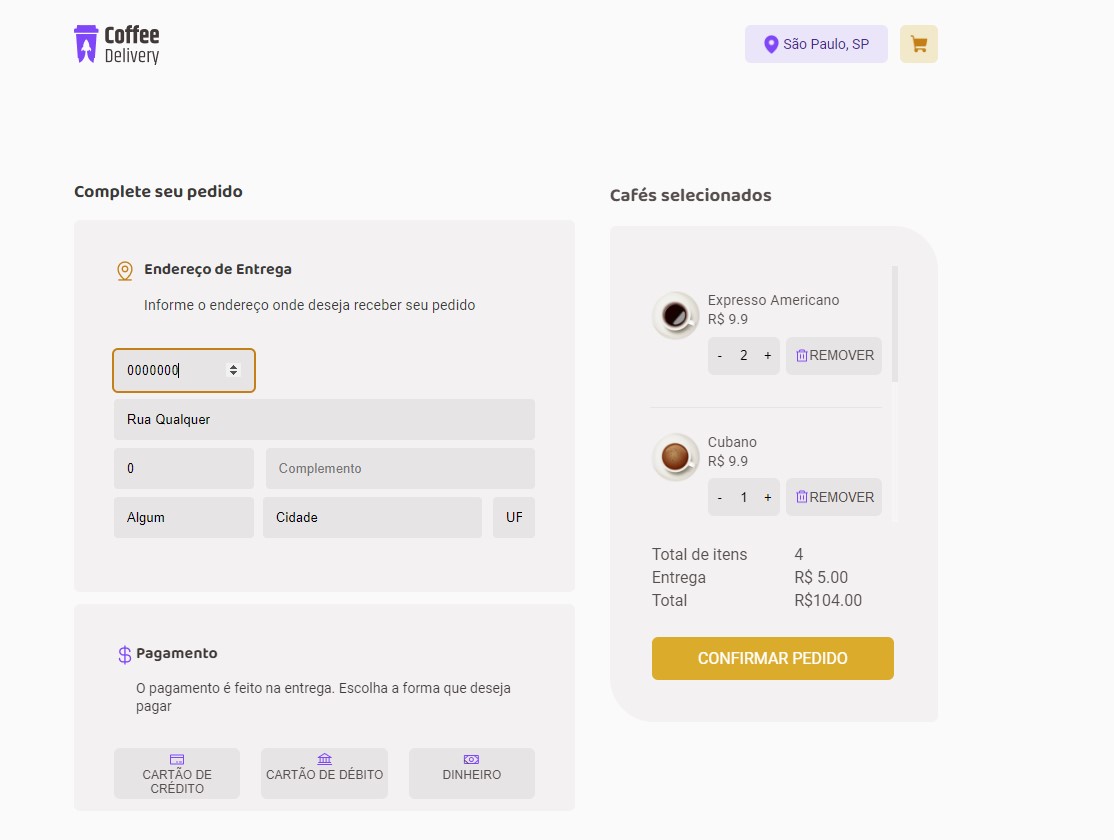 Coffee
Delivery
São Paulo, SP
Complete seu pedido
Endereço de Entrega
Informe o endereço onde deseja receber seu pedido
0000000
Rua Qualquer
0
Complemento
Algum
Cidade
UF
Pagamento
O pagamento é feito na entrega. Escolha a forma que deseja
pagar
CARTÃO DE
CRÉDITO
CARTÃO DE DÉBITO
DINHEIRO
Cafés selecionados
Expresso Americano
R$ 9.9
- 2 +
REMOVER
Cubano
R$ 9.9
- 1 +
REMOVER
Total de itens 4
Entrega R$ 5.00
Total R$104.00
CONFIRMAR PEDIDO